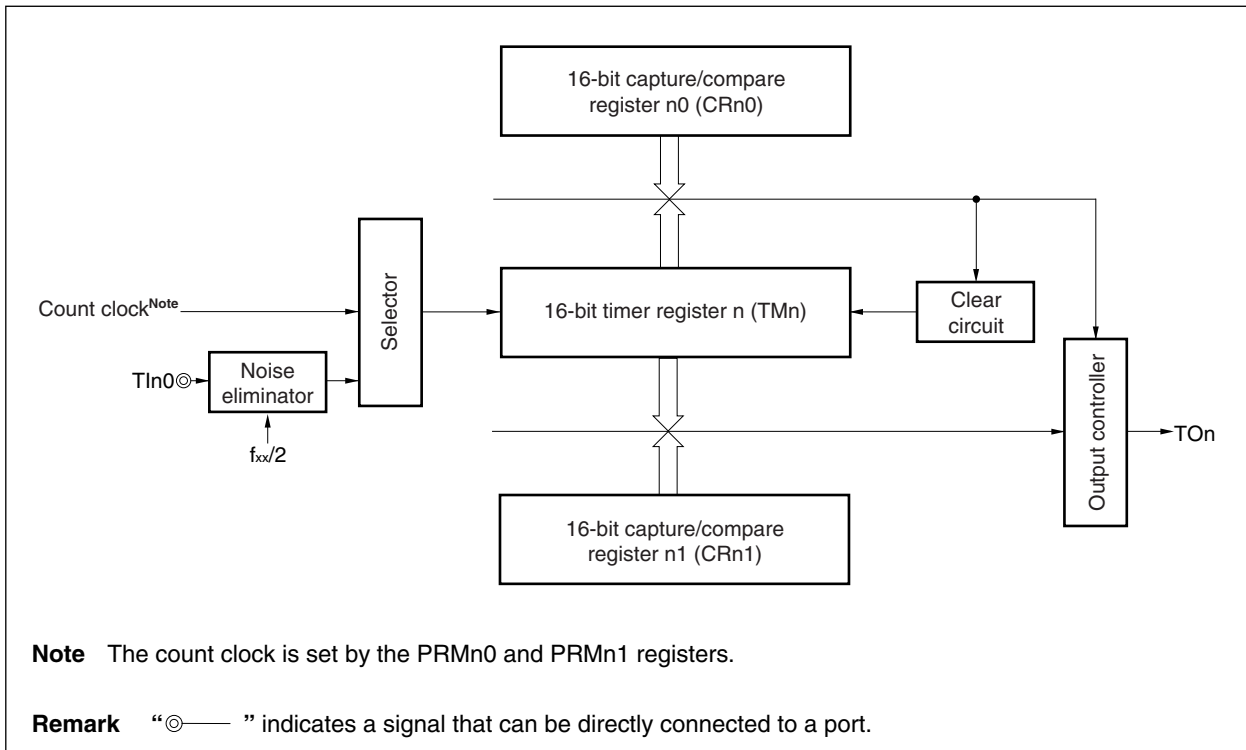 16-bit capture/compare
register n0 (CRn0)
Selector
Count clockNote
16-bit timer register n (TMn)
Clear
circuit
TIn0
Noise
eliminator
fxx/2
Output controller
TOn
16-bit capture/compare
register n1 (CRn1)
Note The count clock is set by the PRMn0 and PRMn1 registers.
Remark “ ” indicates a signal that can be directly connected to a port.